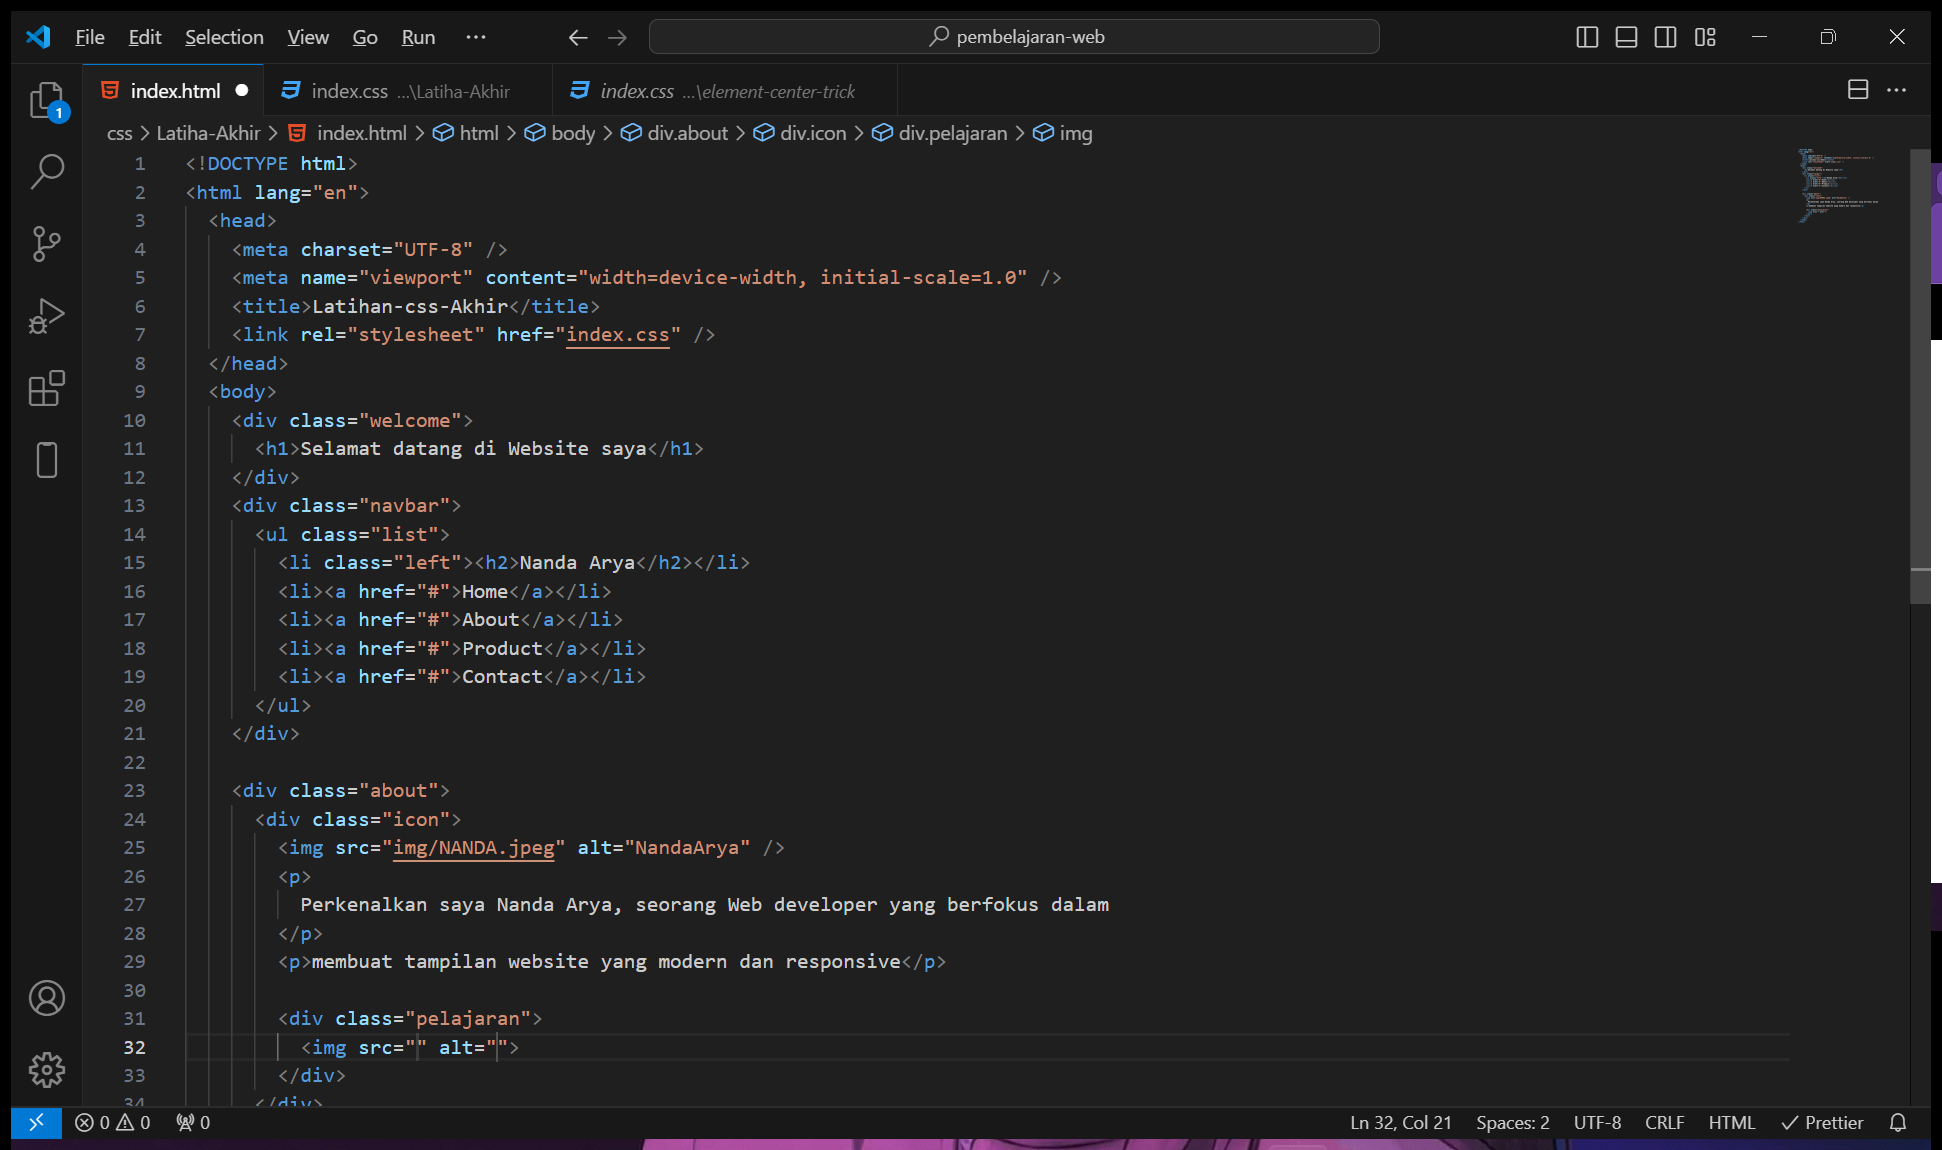 File Edit Selection View Go Run ··· pembelajaran-web
index.html index.css ...\Latiha-Akhir index.css ...\element-center-trick
css > Latiha-Akhir > index.html > html > body > div.about > div.icon > div.pelajaran > img
1 <!DOCTYPE html>
2 <html lang="en">
3 <head>
4 <meta charset="UTF-8" />
5 <meta name="viewport" content="width=device-width, initial-scale=1.0" />
6 <title>Latihan-css-Akhir</title>
7 <link rel="stylesheet" href="index.css" />
8 </head>
9 <body>
10 <div class="welcome">
11 <h1>Selamat datang di Website saya</h1>
12 </div>
13 <div class="navbar">
14 <ul class="list">
15 <li class="left"><h2>Nanda Arya</h2></li>
16 <li><a href="#">Home</a></li>
17 <li><a href="#">About</a></li>
18 <li><a href="#">Product</a></li>
19 <li><a href="#">Contact</a></li>
20 </ul>
21 </div>
22
23 <div class="about">
24 <div class="icon">
25 <img src="img/NANDA.jpeg" alt="NandaArya" />
26 <p>
27 Perkenalkan saya Nanda Arya, seorang Web developer yang berfokus dalam
28 </p>
29 <p>membuat tampilan website yang modern dan responsive</p>
30
31 <div class="pelajaran">
32 <img src="" alt="">
33 </div>
34 </div>
1
0 0 0 Ln 32, Col 21 Spaces: 2 UTF-8 CRLF HTML Prettier